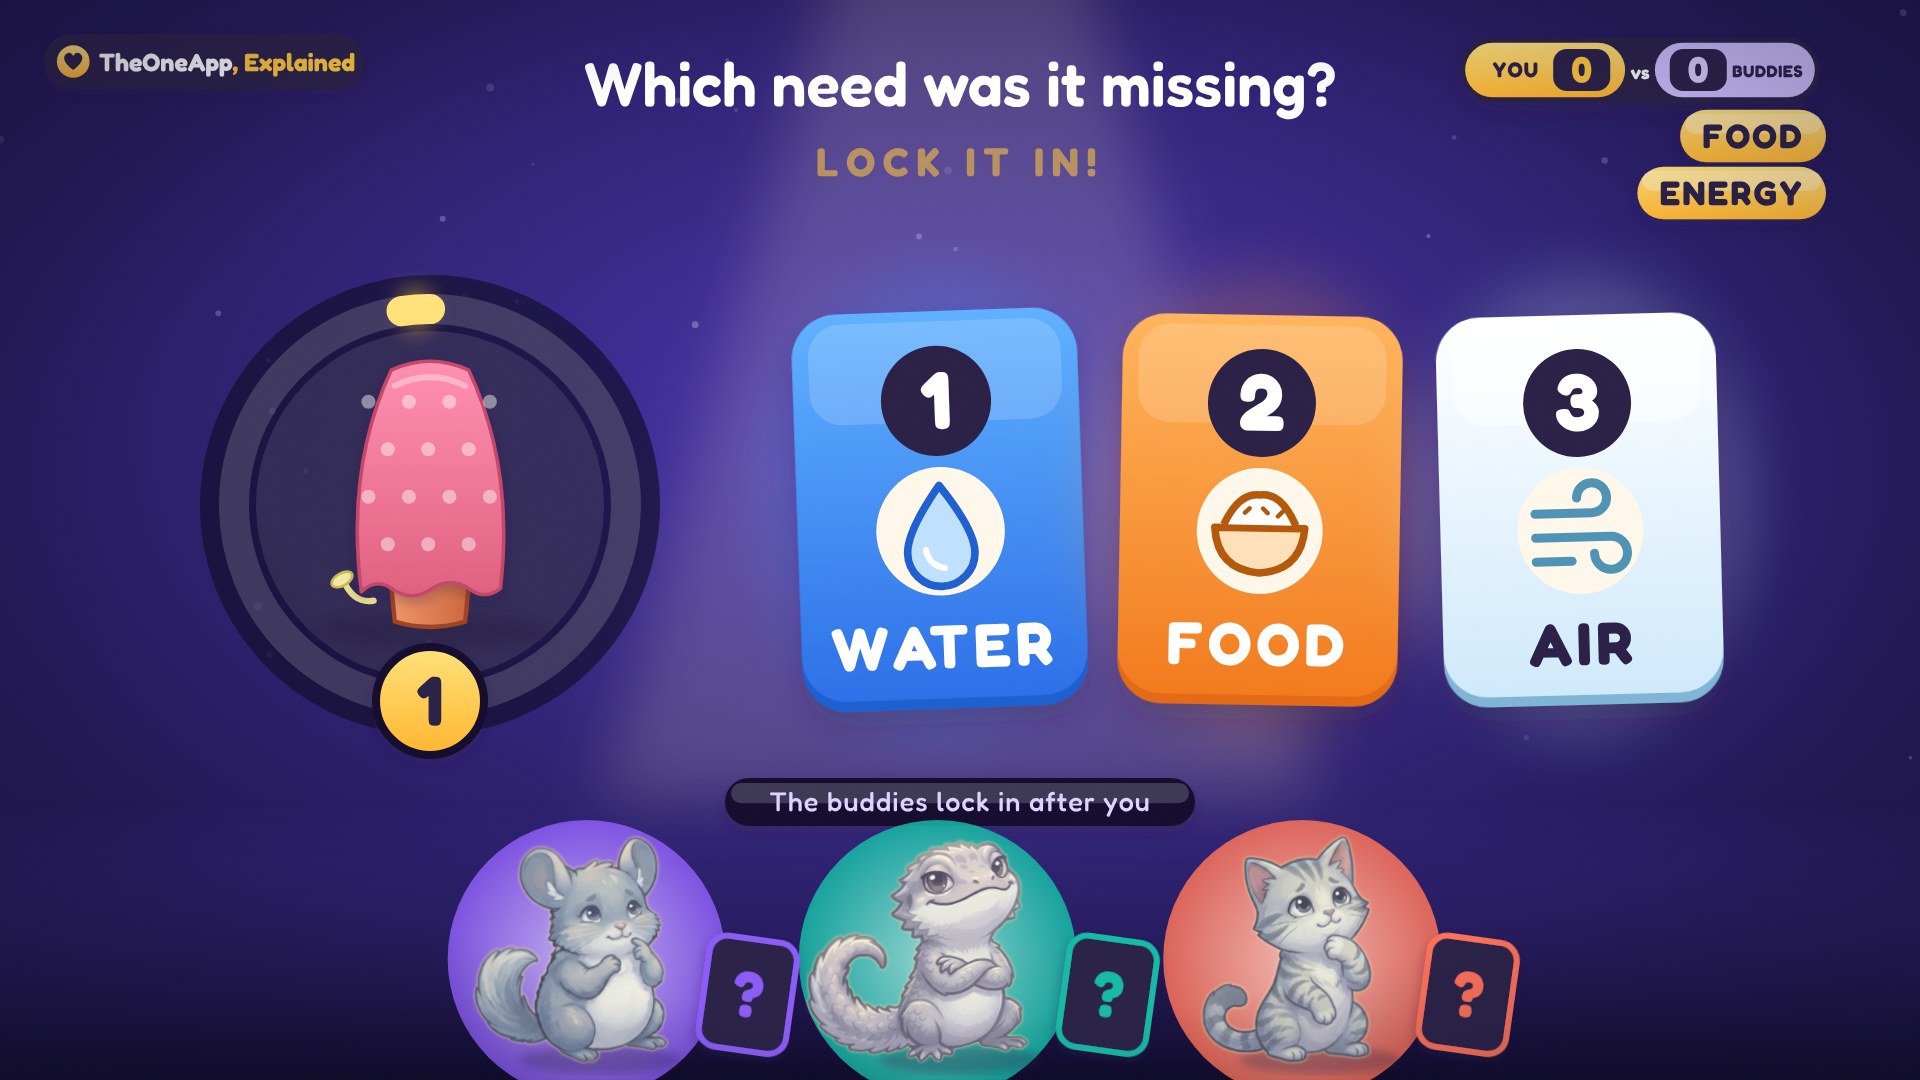 TheOneApp, Explained
Which need was it missing?
LOCK IT IN!
YOU 0 vs 0 BUDDIES
FOOD
ENERGY
1
1
WATER
2
FOOD
3
AIR
The buddies lock in after you
?
?
?